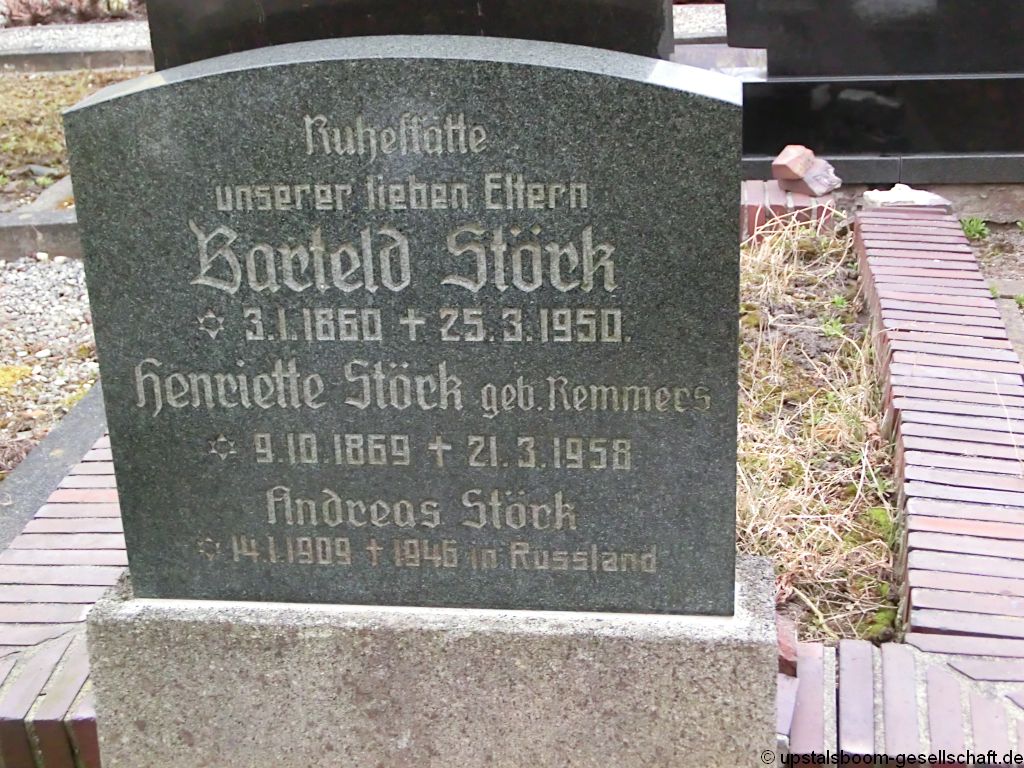 Ruhestätte
unserer lieben Eltern
Barteld Störk
✡ 3.1.1860 ✝ 25.3.1950.
Henriette Störk geb. Remmers
✡ 9.10.1869 ✝ 21.3.1958
Andreas Störk
✡ 14.1.1909 ✝ 1946 in Russland
© upstalsboom-gesellschaft.de